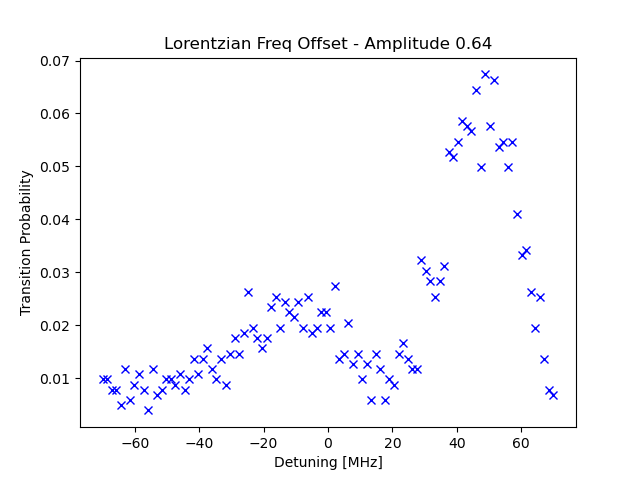 Lorentzian Freq Offset - Amplitude 0.64
0.07
0.06
0.05
0.04
0.03
0.02
0.01
Transition Probability
−60 −40 −20 0 20 40 60
Detuning [MHz]